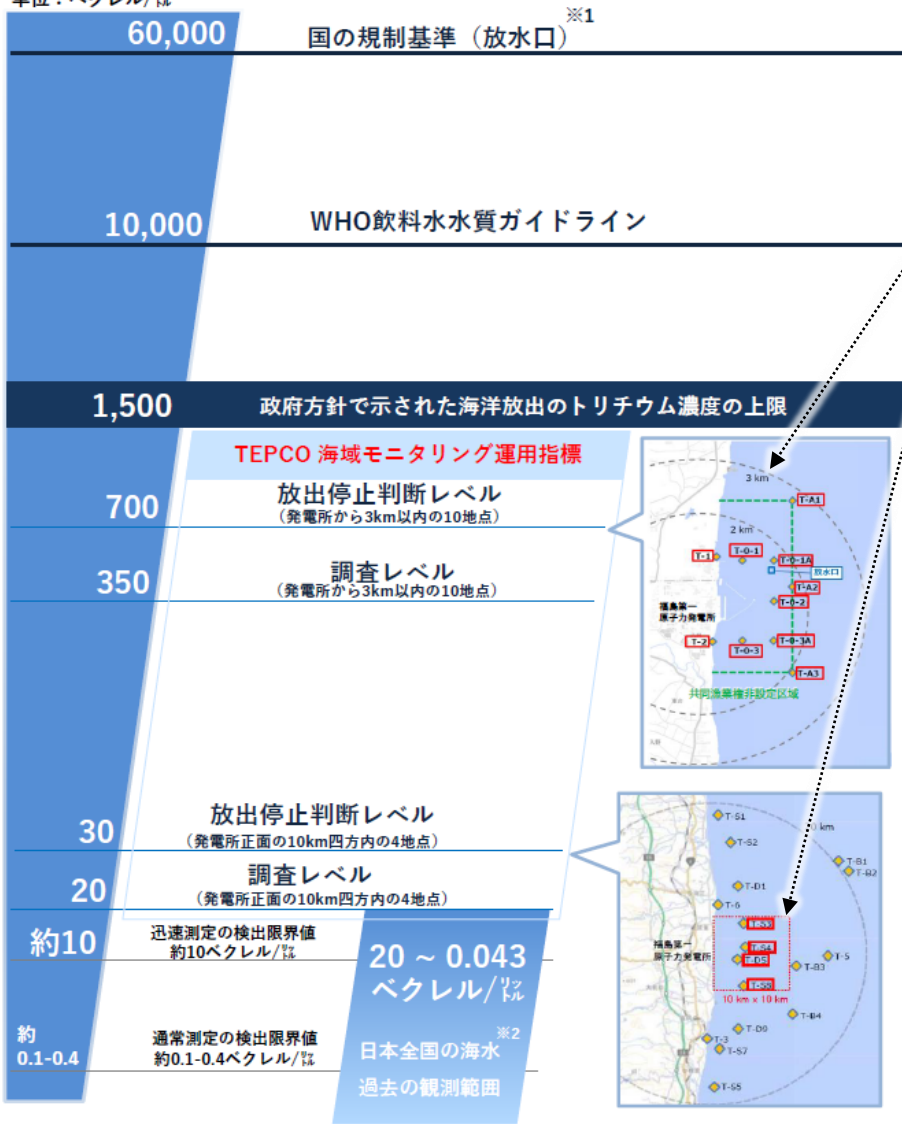 単位：ベクレル/㍑
60,000
国の規制基準（放水口）※1
10,000
WHO飲料水水質ガイドライン
1,500
政府方針で示された海洋放出のトリチウム濃度の上限
TEPCO 海域モニタリング運用指標
700
放出停止判断レベル
（発電所から3km以内の10地点）
350
調査レベル
（発電所から3km以内の10地点）
3 km
T-A1
2 km
T-1
T-0-1
T-0-1A
放水口
T-A2
T-0-2
福島第一
原子力発電所
T-2
T-0-3
T-0-3A
T-A3
共同漁業権非設定区域
30
放出停止判断レベル
（発電所正面の10km四方内の4地点）
20
調査レベル
（発電所正面の10km四方内の4地点）
約10
迅速測定の検出限界値
約10ベクレル/㍑
20 ~ 0.043
ベクレル/㍑
日本全国の海水※2
過去の観測範囲
約
0.1-0.4
通常測定の検出限界値
約0.1-0.4ベクレル/㍑
T-S1
km
T-S2
T-B1
T-B2
T-D1
T-6
T-S3
T-S4
福島第一
原子力発電所
T-D5
T-5
T-B3
10 km x 10 km
T-B4
T-D9
T-3
T-S7
T-S5